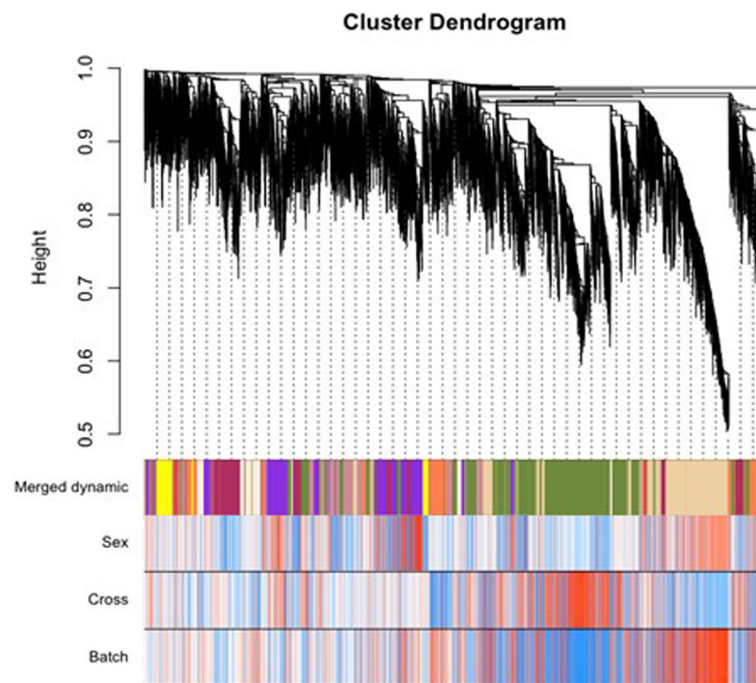 Cluster Dendrogram
1.0
0.9
0.8
0.7
0.6
0.5
Height
Merged dynamic
Sex
Cross
Batch